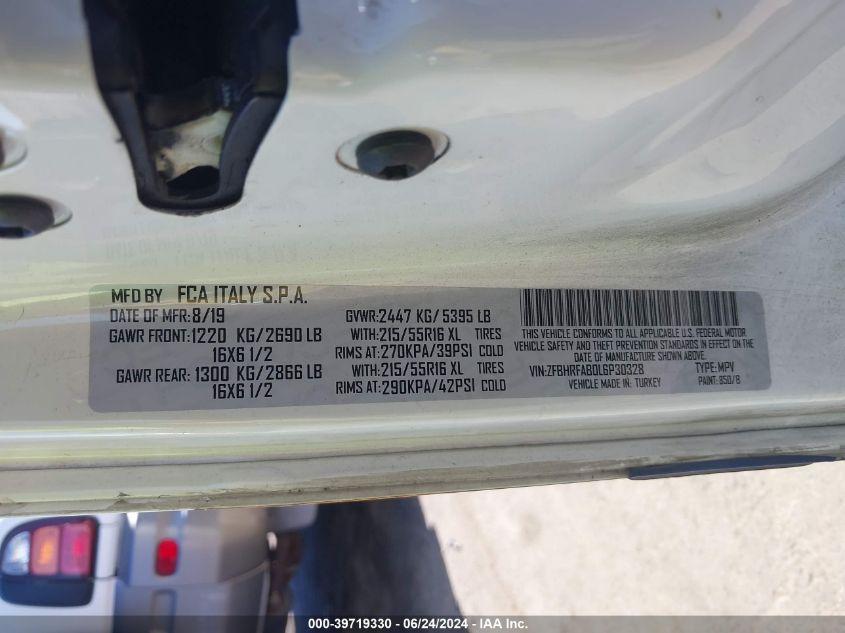 MFD BY FCA ITALY S.P.A.
DATE OF MFR: 8/19 GVWR: 2447 KG/ 5395 LB
GAWR FRONT: 1220 KG/ 2690 LB WITH: 215/55R16 XL TIRES
16X6 1/2 RIMS AT: 270KPA/39PSI COLD
GAWR REAR: 1300 KG/ 2866 LB WITH: 215/55R16 XL TIRES
16X6 1/2 RIMS AT: 290KPA/42PSI COLD
THIS VEHICLE CONFORMS TO ALL APPLICABLE U.S. FEDERAL MOTOR
VEHICLE SAFETY AND THEFT PREVENTION STANDARDS IN EFFECT ON THE
DATE OF MANUFACTURE SHOWN ABOVE.
VIN: ZFBHRFAB0L6P30328 TYPE: MPV
VEHICLE MADE IN: TURKEY PAINT: 850/B
000-39719330 - 06/24/2024 - IAA Inc.